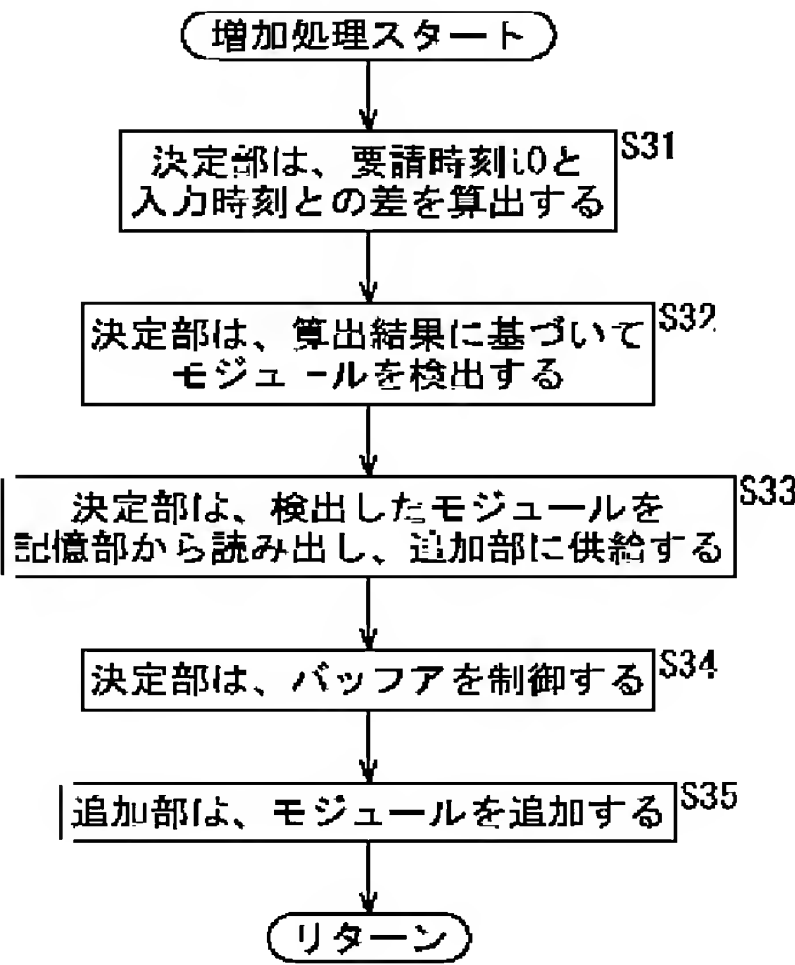 増加処理スタート
S31
決定部は、要請時刻t0と
入力時刻との差を算出する
S32
決定部は、算出結果に基づいて
モジュールを検出する
S33
決定部は、検出したモジュールを
記憶部から読み出し、追加部に供給する
S34
決定部は、バッファを制御する
S35
追加部は、モジュールを追加する
リターン